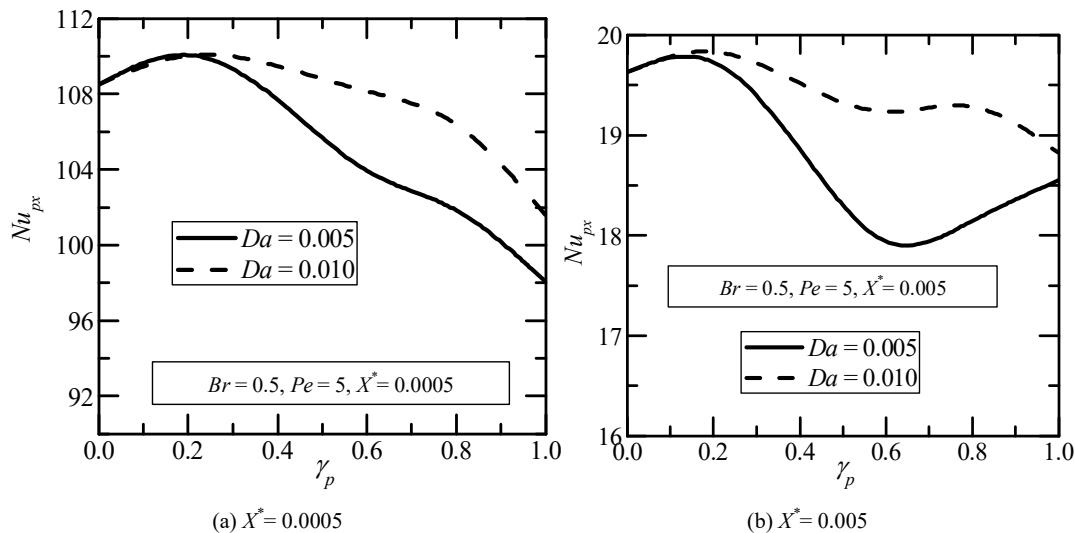 112
108
104
100
96
92
Nu_px
Da = 0.005
Da = 0.010
Br = 0.5, Pe = 5, X* = 0.0005
0.0 0.2 0.4 0.6 0.8 1.0
γ_p
(a) X* = 0.0005
20
19
18
17
16
Nu_px
Br = 0.5, Pe = 5, X* = 0.005
Da = 0.005
Da = 0.010
0.0 0.2 0.4 0.6 0.8 1.0
γ_p
(b) X* = 0.005